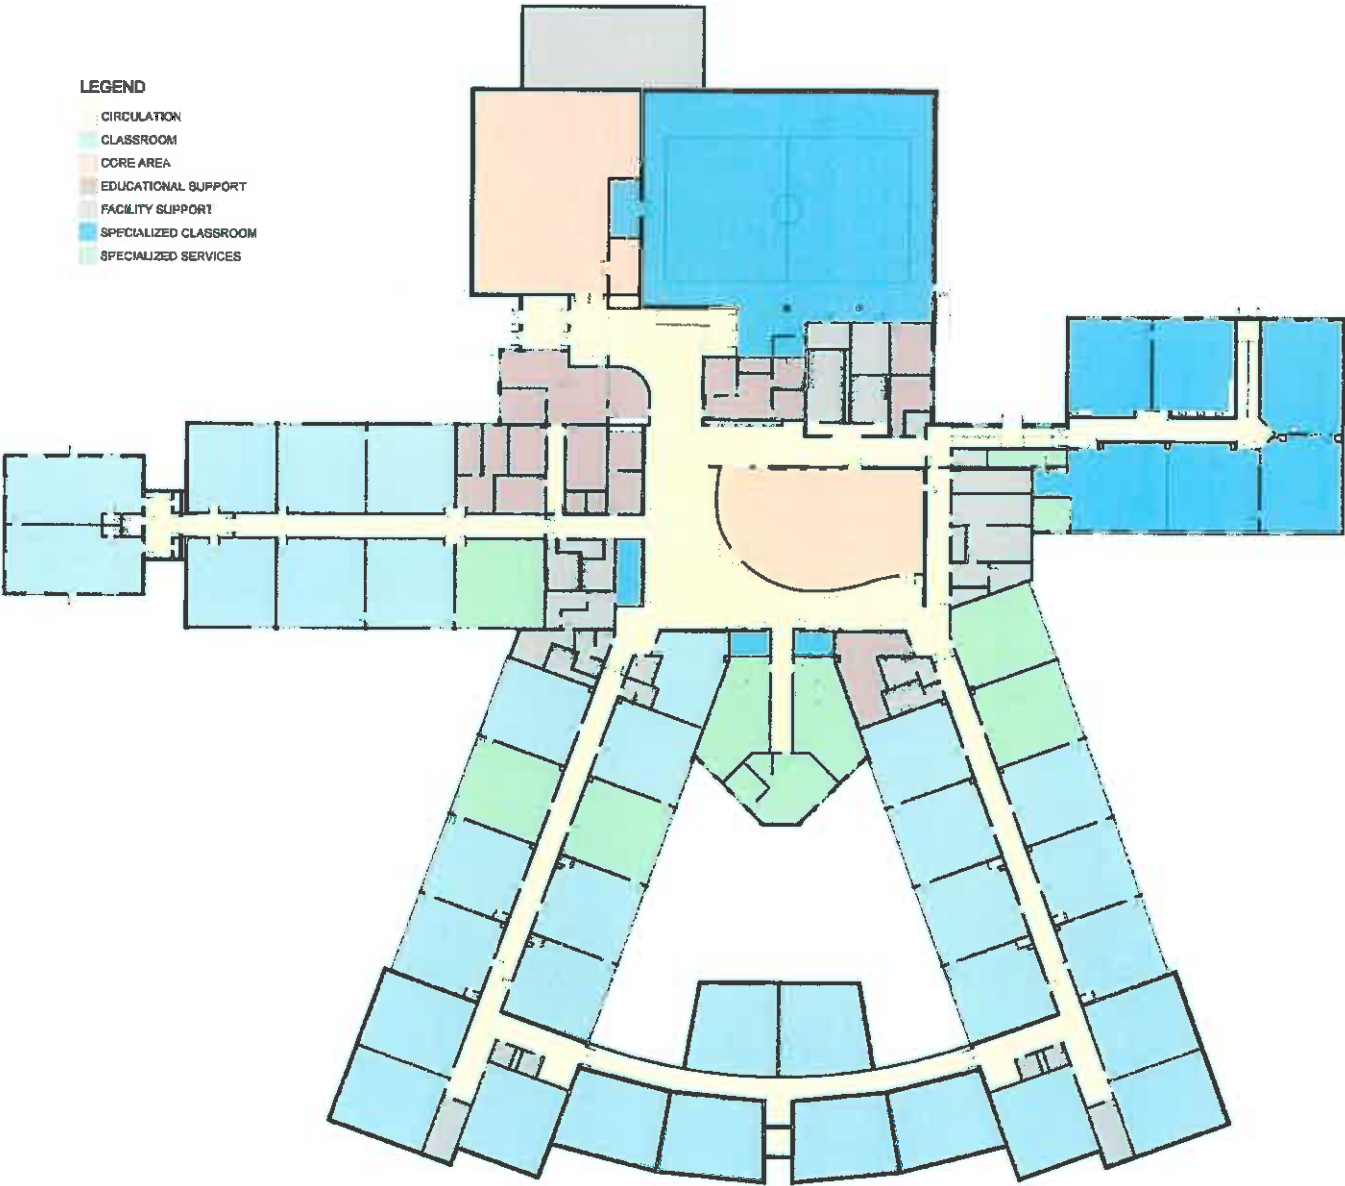 LEGEND
CIRCULATION
CLASSROOM
CORE AREA
EDUCATIONAL SUPPORT
FACILITY SUPPORT
SPECIALIZED CLASSROOM
SPECIALIZED SERVICES